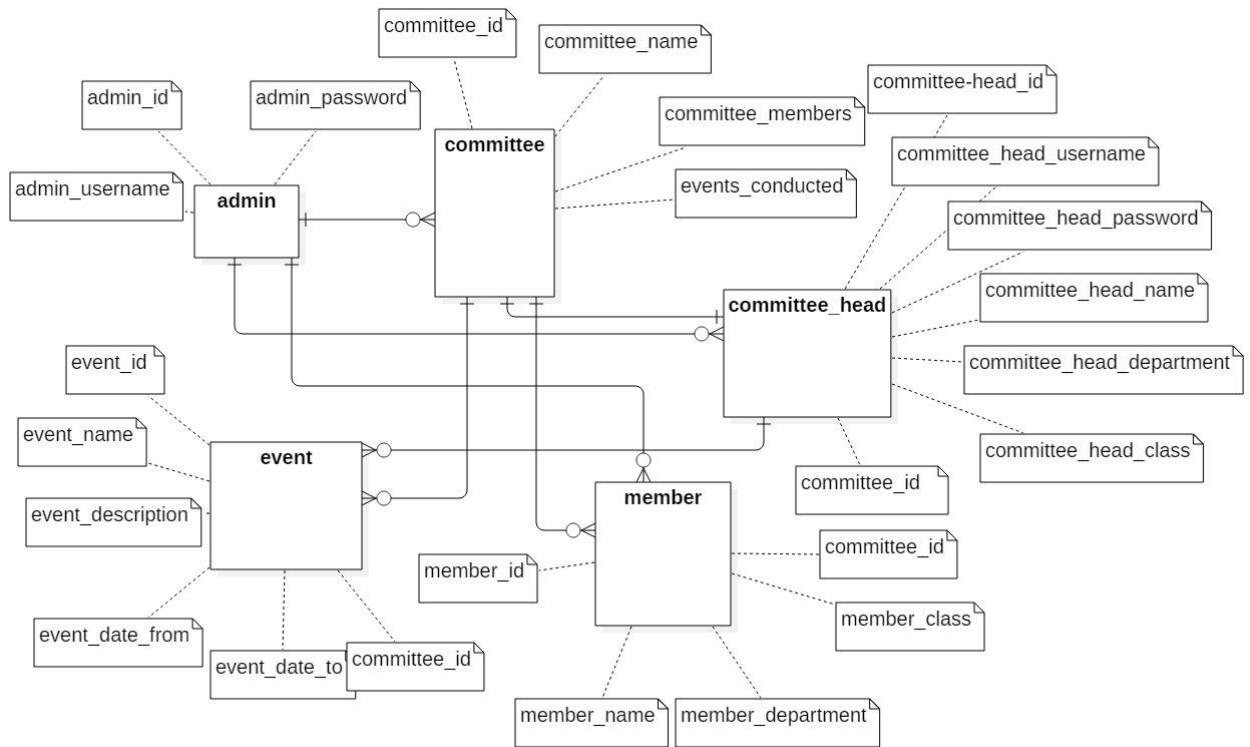 committee_id
committee_name
committee-head_id
admin_id
admin_password
committee_members
committee
committee_head_username
admin_username
events_conducted
admin
committee_head_password
committee_head_name
committee_head
event_id
committee_head_department
event_name
committee_head_class
event
committee_id
member
event_description
committee_id
member_id
member_class
event_date_from
event_date_to
committee_id
member_name
member_department